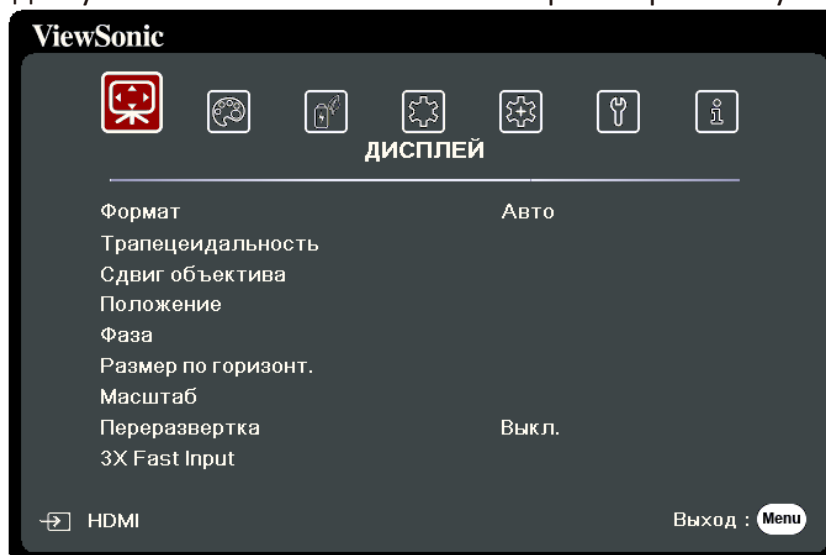 ViewSonic
ДИСПЛЕЙ
Формат Авто
Трапецеидальность
Сдвиг объектива
Положение
Фаза
Размер по горизонт.
Масштаб
Переразвертка Выкл.
3X Fast Input
HDMI Выход : Menu